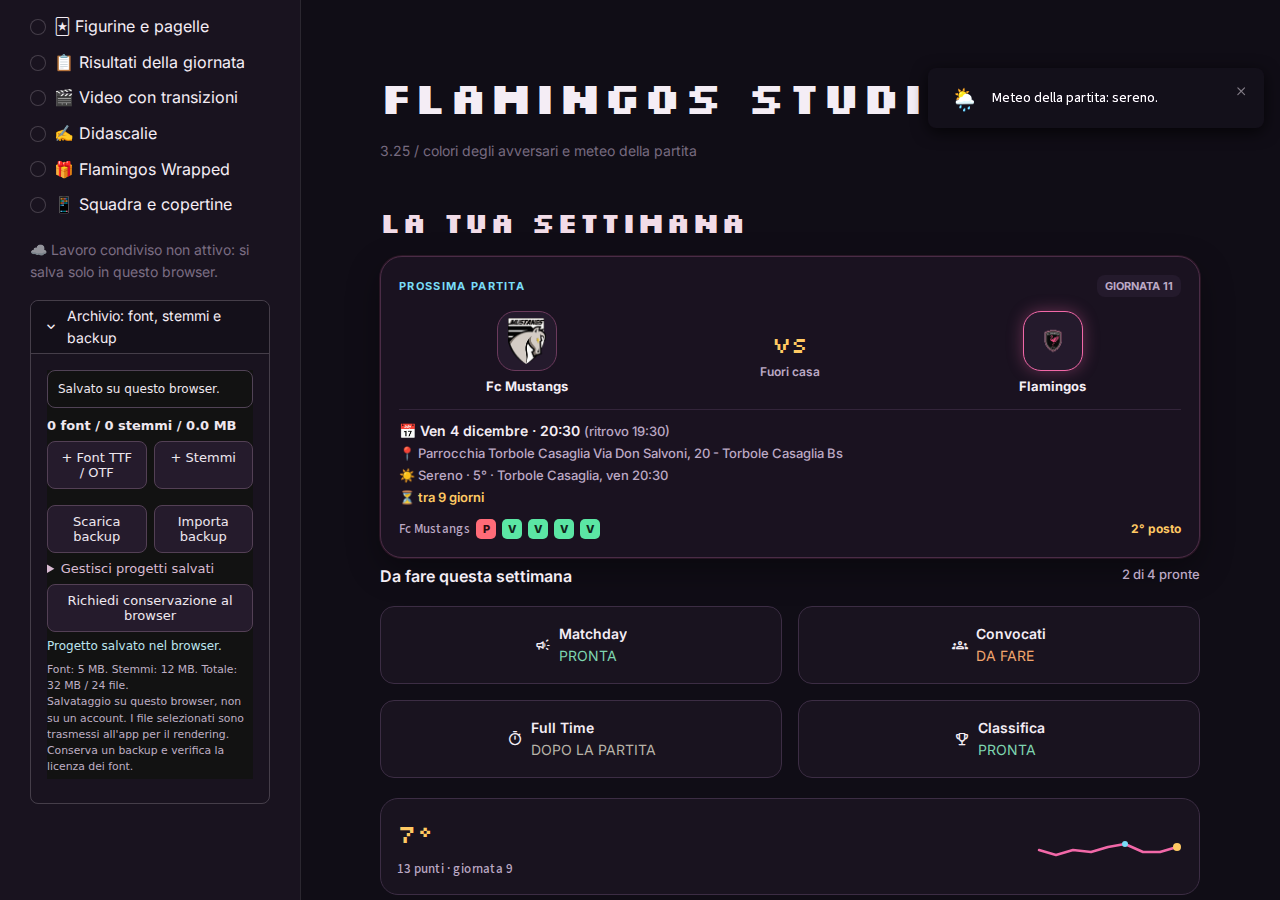 Figurine e pagelle
Risultati della giornata
Video con transizioni
Didascalie
Flamingos Wrapped
Squadra e copertine
Lavoro condiviso non attivo: si
salva solo in questo browser.
Archivio: font, stemmi e
backup
Salvato su questo browser.
0 font / 0 stemmi / 0.0 MB
+ Font TTF
/ OTF
+ Stemmi
Scarica
backup
Importa
backup
Gestisci progetti salvati
Richiedi conservazione al
browser
Progetto salvato nel browser.
Font: 5 MB. Stemmi: 12 MB. Totale:
32 MB / 24 file.
Salvataggio su questo browser, non
su un account. I file selezionati sono
trasmessi all'app per il rendering.
Conserva un backup e verifica la
licenza dei font.
FLAMINGOS STUDI
Meteo della partita: sereno.
3.25 / colori degli avversari e meteo della partita
LA TUA SETTIMANA
PROSSIMA PARTITA
GIORNATA 11
MUSTANGS
Fc Mustangs
VS
Fuori casa
Flamingos
Ven 4 dicembre · 20:30 (ritrovo 19:30)
Parrocchia Torbole Casaglia Via Don Salvoni, 20 - Torbole Casaglia Bs
Sereno · 5° · Torbole Casaglia, ven 20:30
tra 9 giorni
Fc Mustangs P V V V V
2° posto
Da fare questa settimana
2 di 4 pronte
Matchday
PRONTA
Convocati
DA FARE
Full Time
DOPO LA PARTITA
Classifica
PRONTA
7°
13 punti · giornata 9